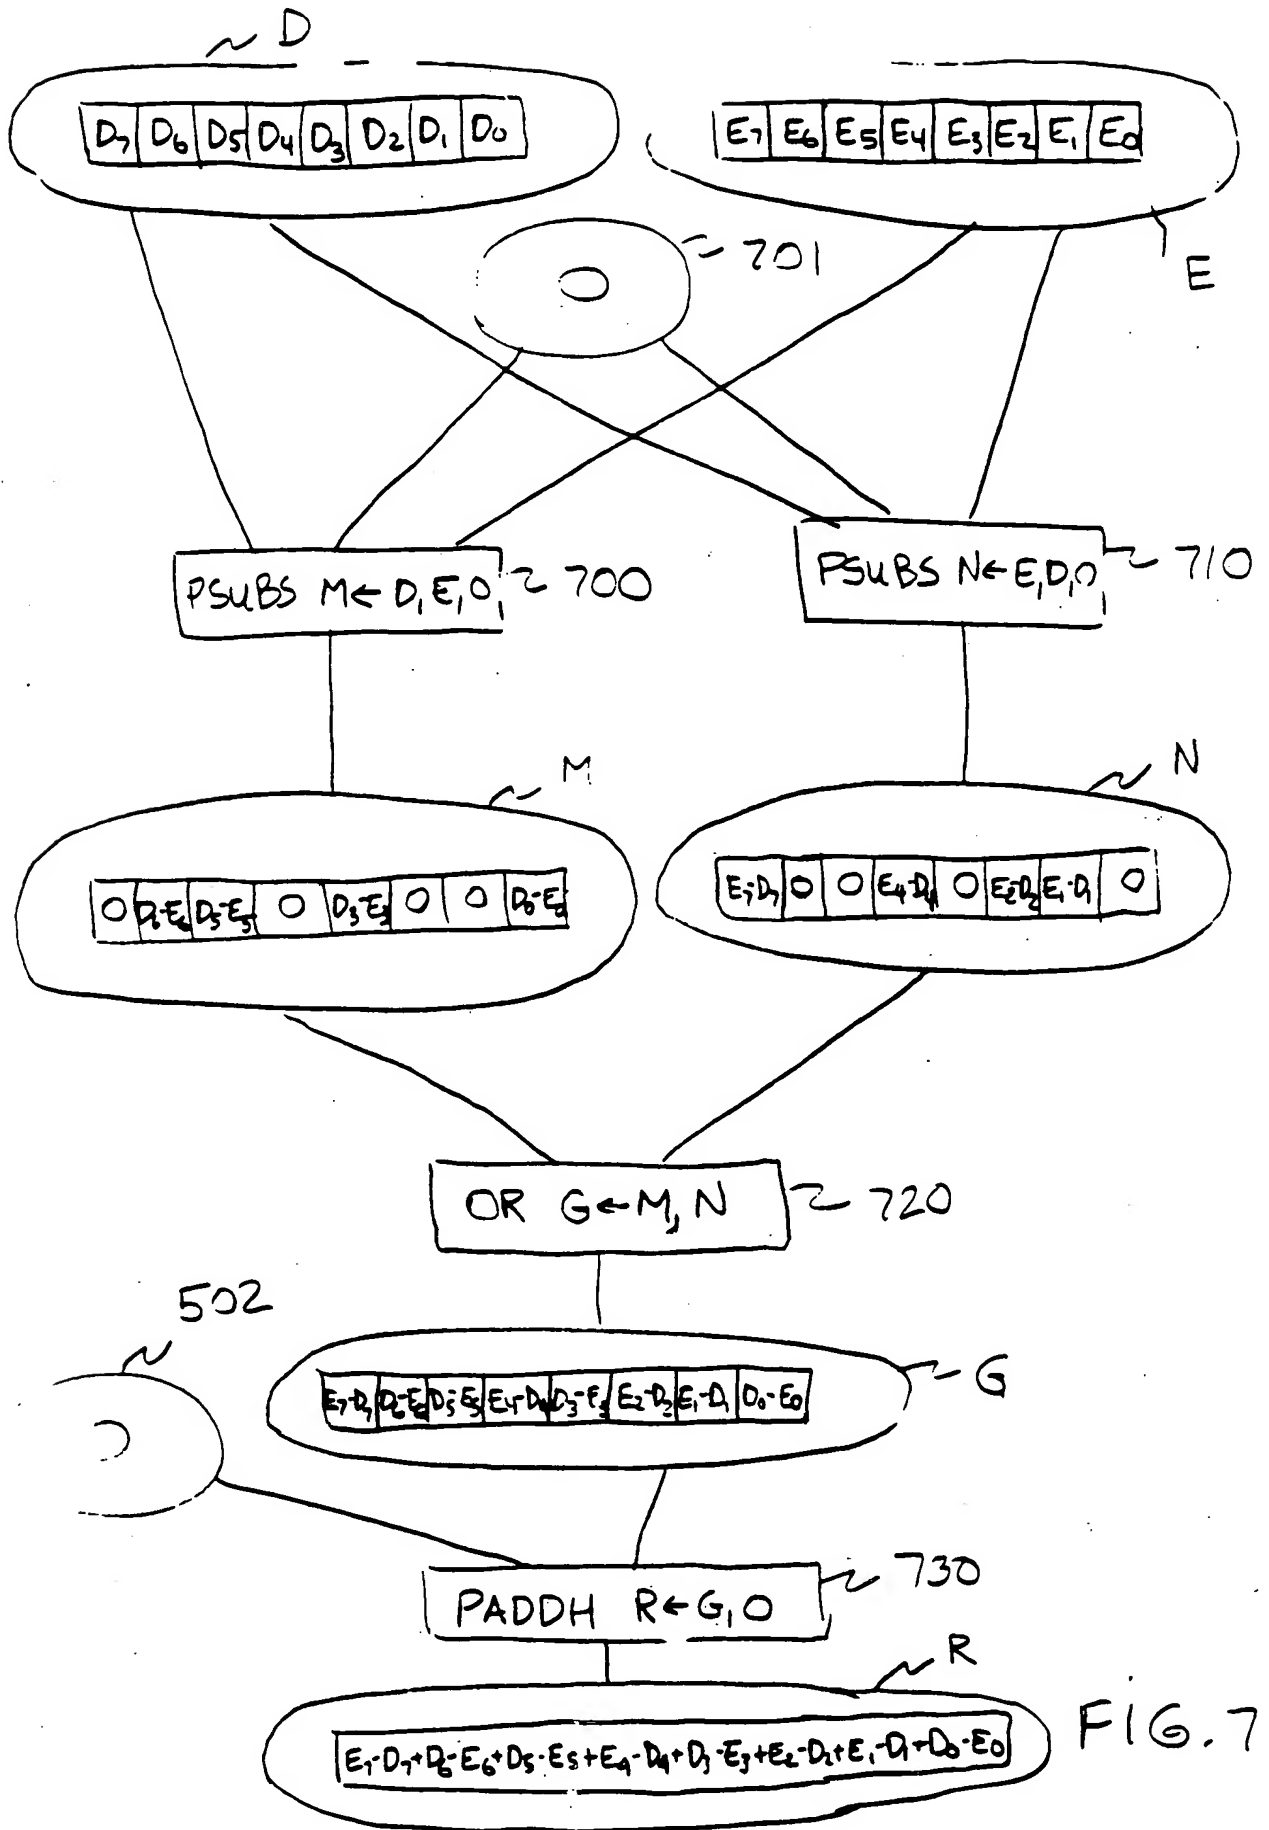 D
D7 D6 D5 D4 D3 D2 D1 D0
E7 E6 E5 E4 E3 E2 E1 E0
701
0
E
PSUBS M←D,E,0
700
PSUBS N←E,D,0
710
M
N
0 D6-E6 D5-E5 0 D3-E3 0 0 D0-E0
E7-D7 0 0 E4-D4 0 E2-D2 E1-D1 0
OR G←M,N
720
502
G
E7-D7 D6-E6 D5-E5 E4-D4 D3-E3 E2-D2 E1-D1 D0-E0
0
730
PADDH R←G,0
R
E7-D7+D6-E6+D5-E5+E4-D4+D3-E3+E2-D2+E1-D1+D0-E0
FIG. 7